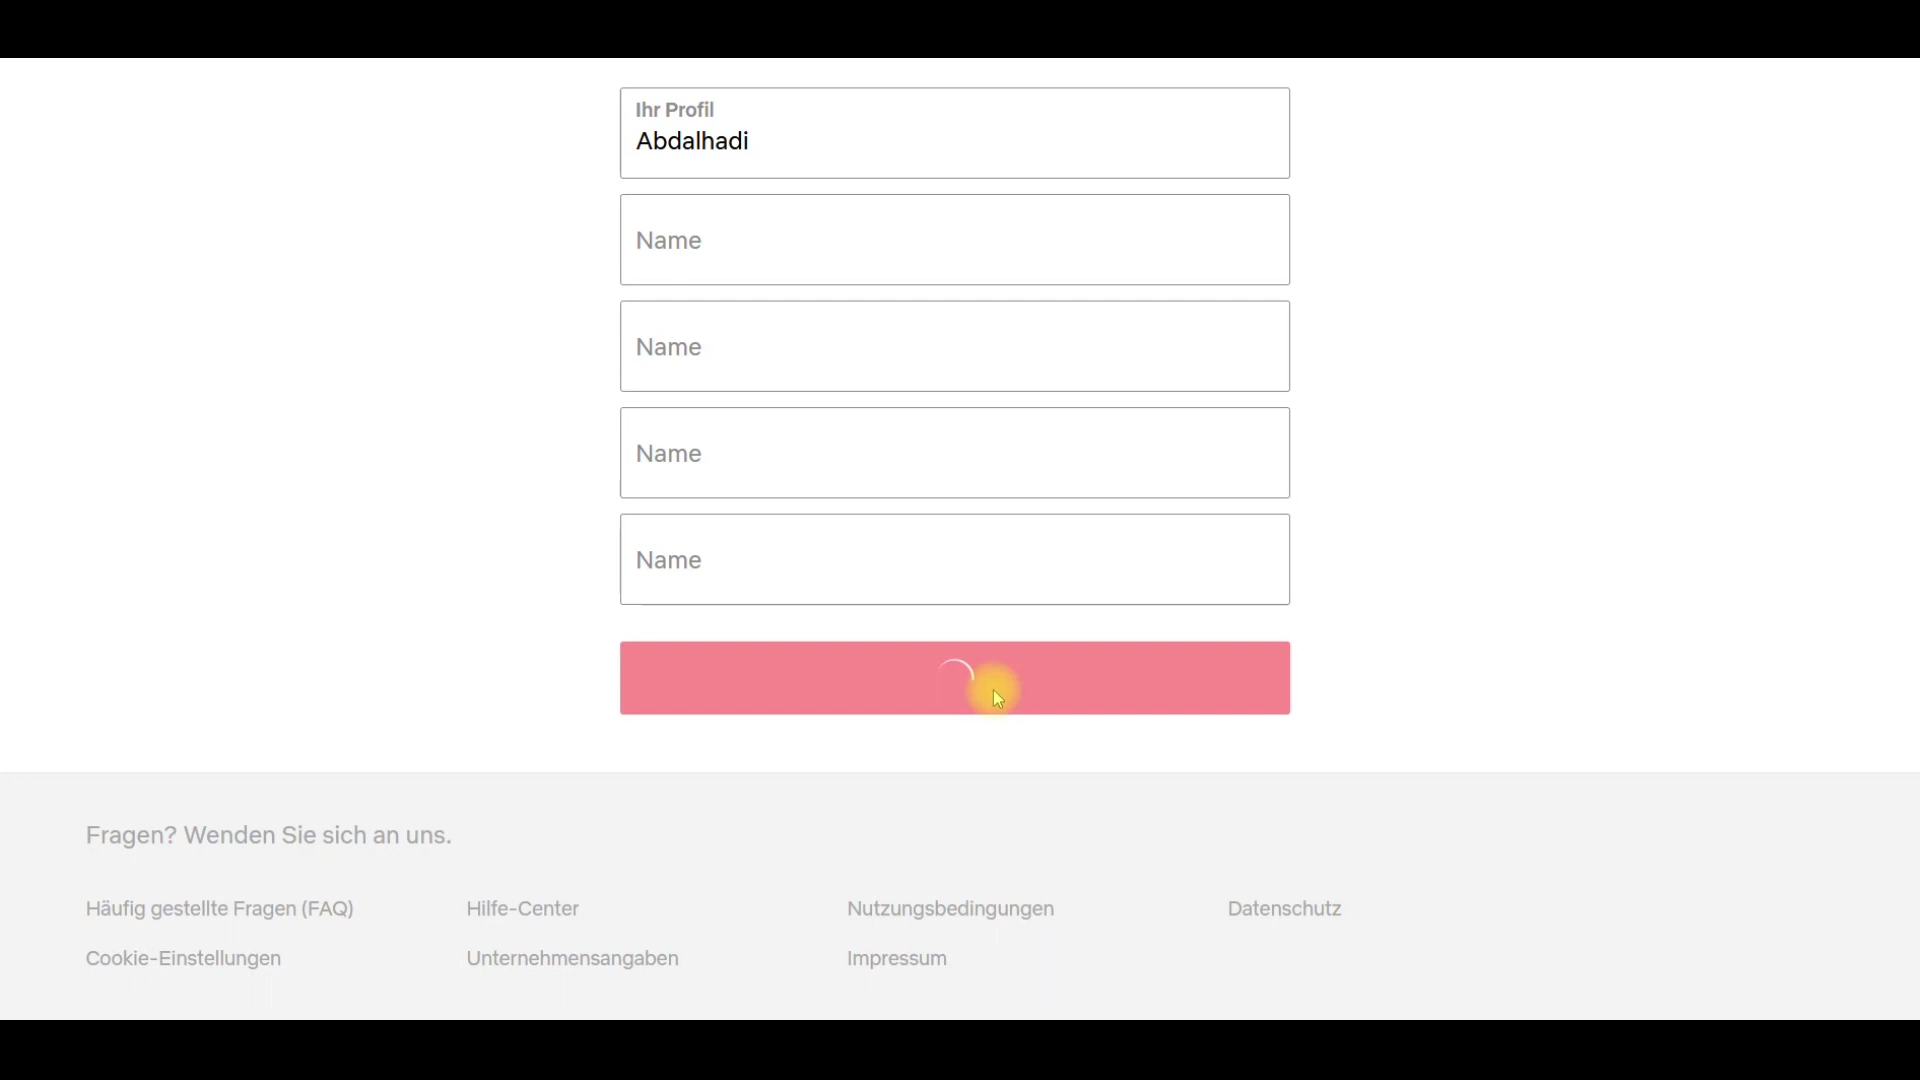 Ihr Profil
Abdalhadi
Name
Name
Name
Name
Fragen? Wenden Sie sich an uns.
Häufig gestellte Fragen (FAQ)
Hilfe-Center
Nutzungsbedingungen
Datenschutz
Cookie-Einstellungen
Unternehmensangaben
Impressum